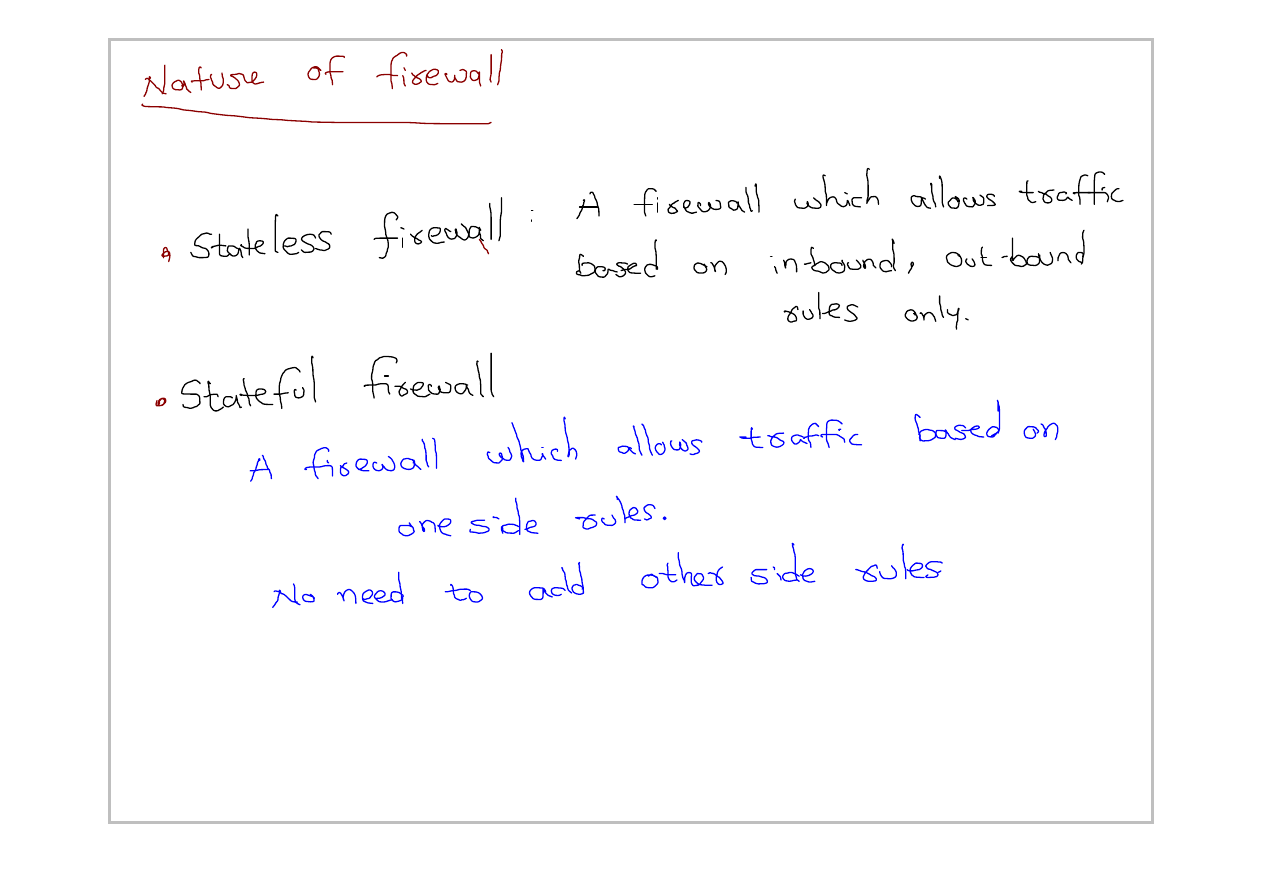 Nature of firewall
• Stateless firewall : A firewall which allows traffic
based on in-bound, out-bound
rules only.
• Stateful firewall
A firewall which allows traffic based on
one side rules.
No need to add other side rules